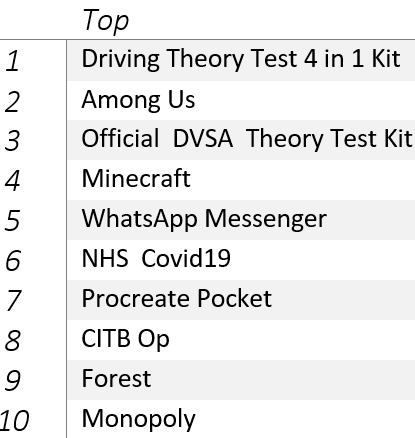 Top
1 Driving Theory Test 4 in 1 Kit
2 Among Us
3 Official DVSA Theory Test Kit
4 Minecraft
5 WhatsApp Messenger
6 NHS Covid19
7 Procreate Pocket
8 CITB Op
9 Forest
10 Monopoly